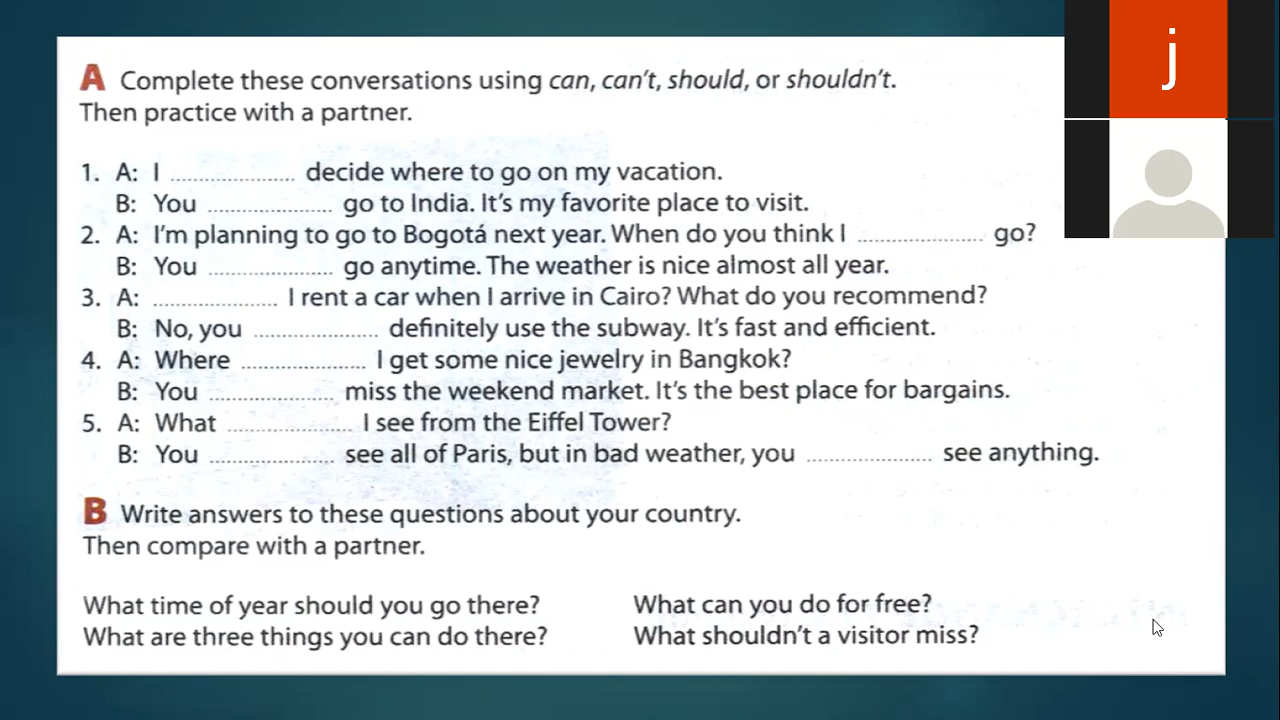 A Complete these conversations using can, can't, should, or shouldn't.
Then practice with a partner.
1. A: I .................... decide where to go on my vacation.
B: You .................... go to India. It's my favorite place to visit.
2. A: I'm planning to go to Bogotá next year. When do you think I .................... go?
B: You .................... go anytime. The weather is nice almost all year.
3. A: .................... I rent a car when I arrive in Cairo? What do you recommend?
B: No, you .................... definitely use the subway. It's fast and efficient.
4. A: Where .................... I get some nice jewelry in Bangkok?
B: You .................... miss the weekend market. It's the best place for bargains.
5. A: What .................... I see from the Eiffel Tower?
B: You .................... see all of Paris, but in bad weather, you .................... see anything.
B Write answers to these questions about your country.
Then compare with a partner.
What time of year should you go there?
What are three things you can do there?
What can you do for free?
What shouldn't a visitor miss?
j